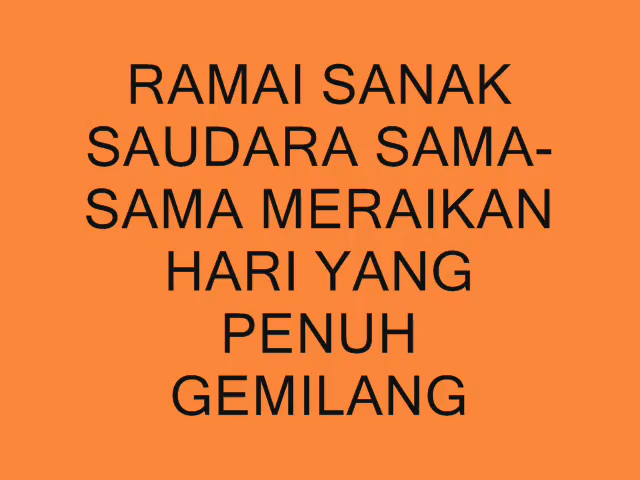 RAMAI SANAK
SAUDARA SAMA-
SAMA MERAIKAN
HARI YANG
PENUH
GEMILANG